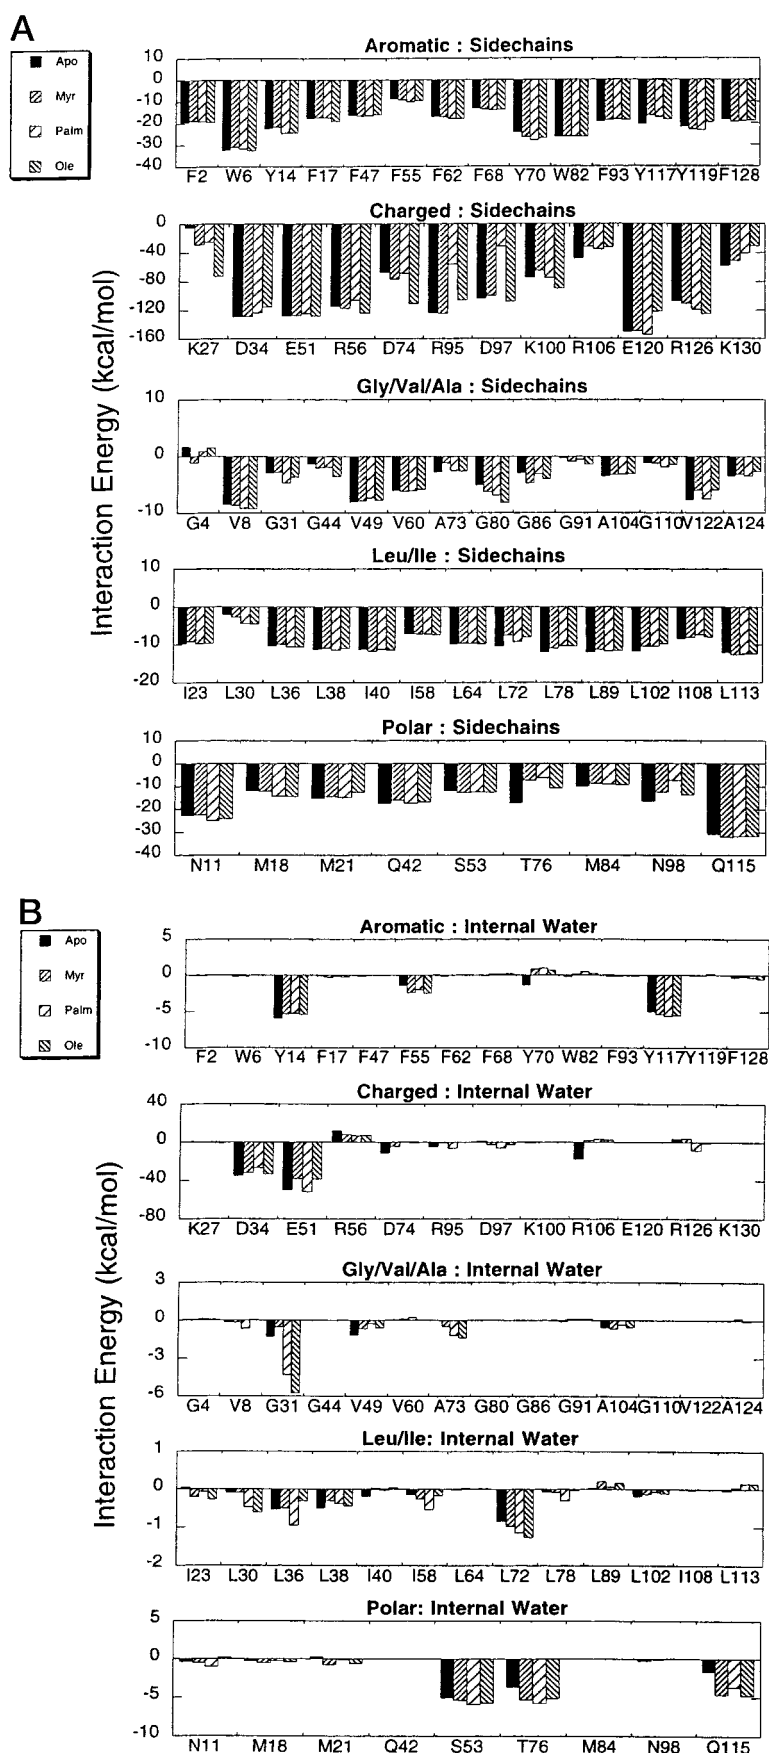 A
Apo
Myr
Palm
Ole
Interaction Energy (kcal/mol)
Aromatic : Sidechains
10
0
-10
-20
-30
-40
F2 W6 Y14 F17 F47 F55 F62 F68 Y70 W82 F93 Y117 Y119 F128
Charged : Sidechains
0
-40
-80
-120
-160
K27 D34 E51 R56 D74 R95 D97 K100 R106 E120 R126 K130
Gly/Val/Ala : Sidechains
10
0
-10
G4 V8 G31 G44 V49 V60 A73 G80 G86 G91 A104 G110 V122 A124
Leu/Ile : Sidechains
10
0
-10
-20
I23 L30 L36 L38 I40 I58 L64 L72 L78 L89 L102 I108 L113
Polar : Sidechains
10
0
-10
-20
-30
-40
N11 M18 M21 Q42 S53 T76 M84 N98 Q115
B
Apo
Myr
Palm
Ole
Interaction Energy (kcal/mol)
Aromatic : Internal Water
5
0
-5
-10
F2 W6 Y14 F17 F47 F55 F62 F68 Y70 W82 F93 Y117 Y119 F128
Charged : Internal Water
40
0
-40
-80
K27 D34 E51 R56 D74 R95 D97 K100 R106 E120 R126 K130
Gly/Val/Ala : Internal Water
3
0
-3
-6
G4 V8 G31 G44 V49 V60 A73 G80 G86 G91 A104 G110 V122 A124
Leu/Ile: Internal Water
1
0
-1
-2
I23 L30 L36 L38 I40 I58 L64 L72 L78 L89 L102 I108 L113
Polar: Internal Water
5
0
-5
-10
N11 M18 M21 Q42 S53 T76 M84 N98 Q115